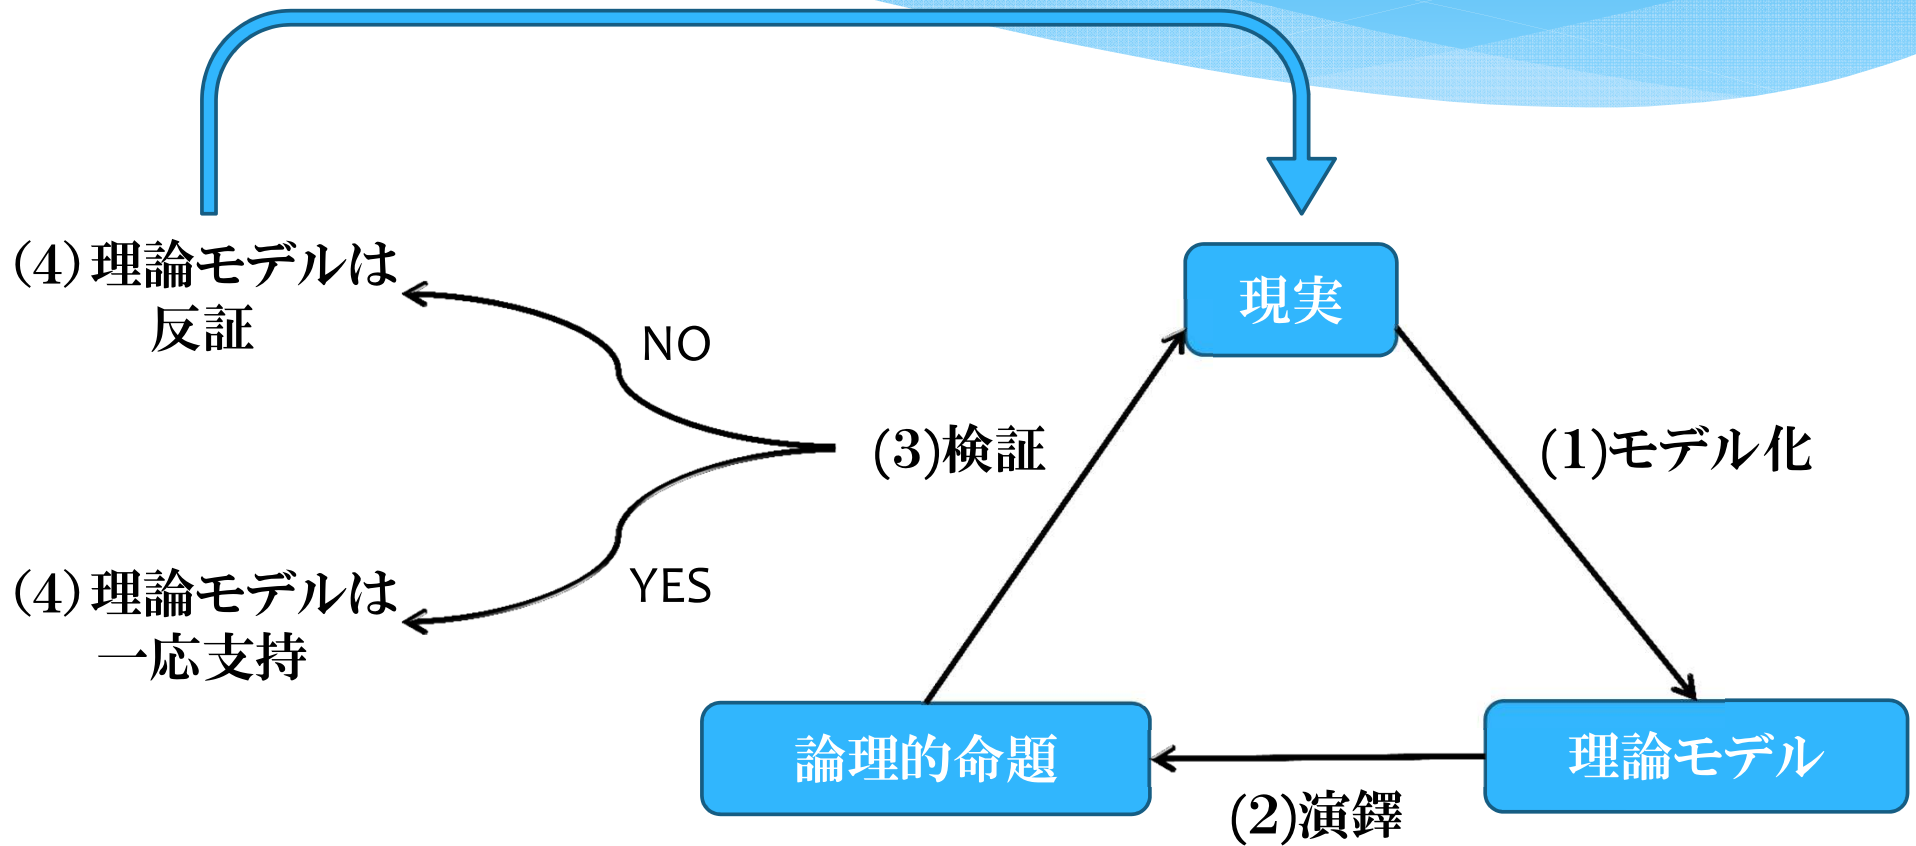 (4)理論モデルは
反証
NO
現実
(3)検証
(1)モデル化
YES
(4)理論モデルは
一応支持
論理的命題
理論モデル
(2)演鐸